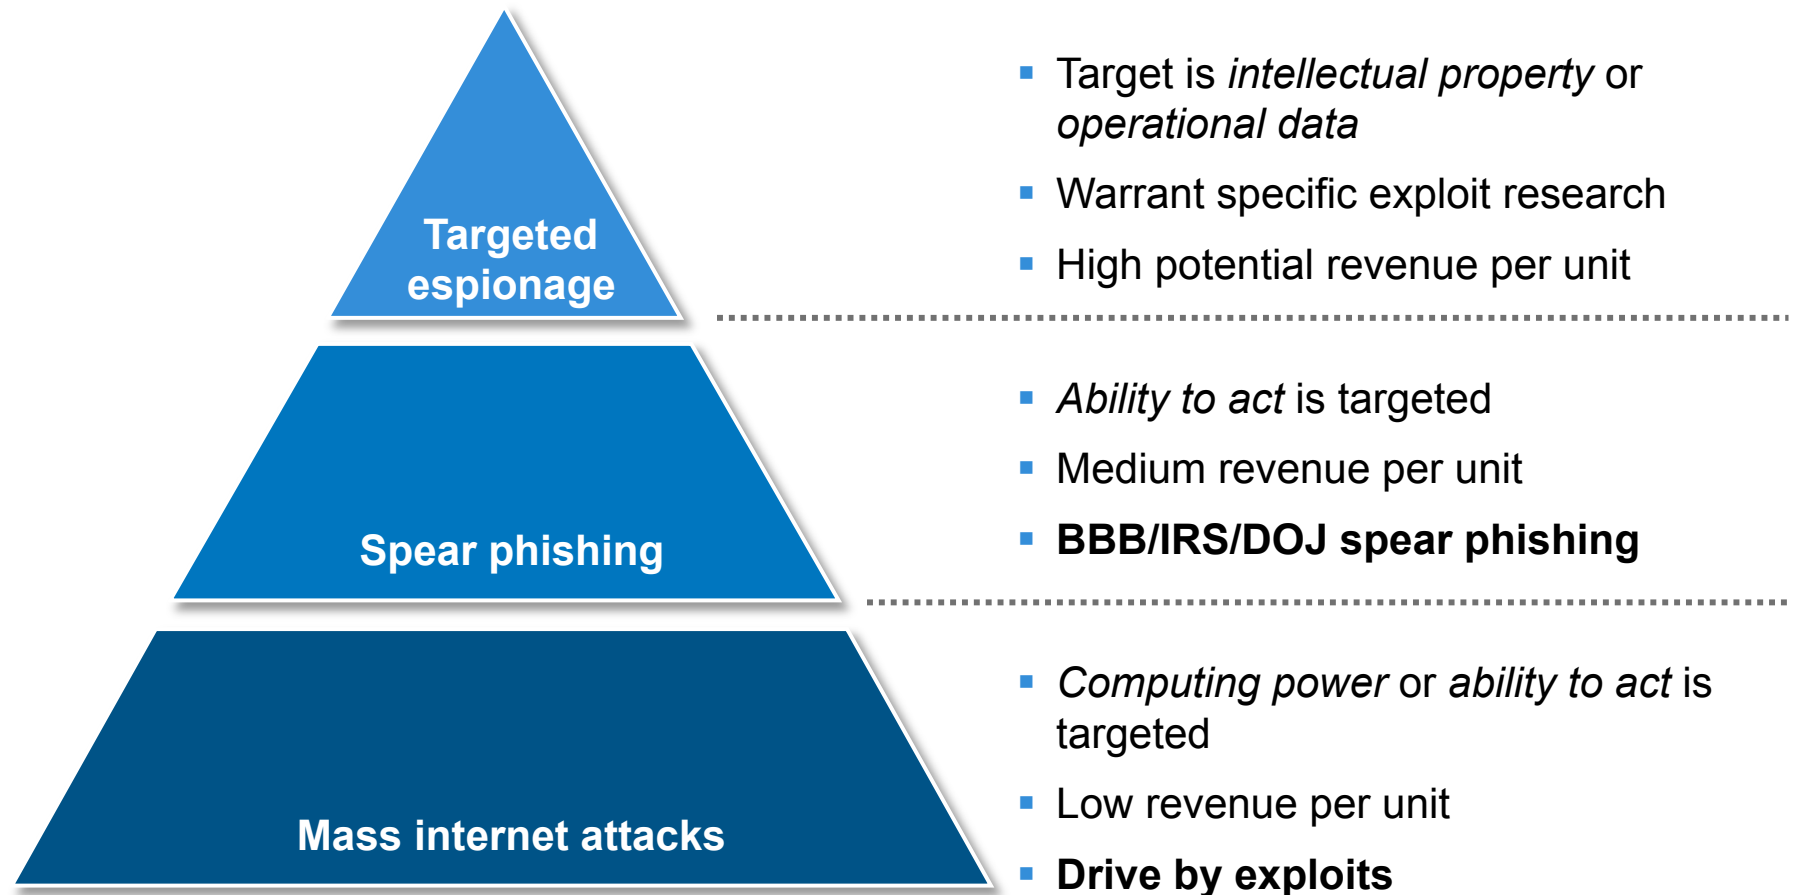 Targeted
espionage
▪ Target is intellectual property or
operational data
▪ Warrant specific exploit research
▪ High potential revenue per unit
Spear phishing
▪ Ability to act is targeted
▪ Medium revenue per unit
▪ BBB/IRS/DOJ spear phishing
Mass internet attacks
▪ Computing power or ability to act is
targeted
▪ Low revenue per unit
▪ Drive by exploits